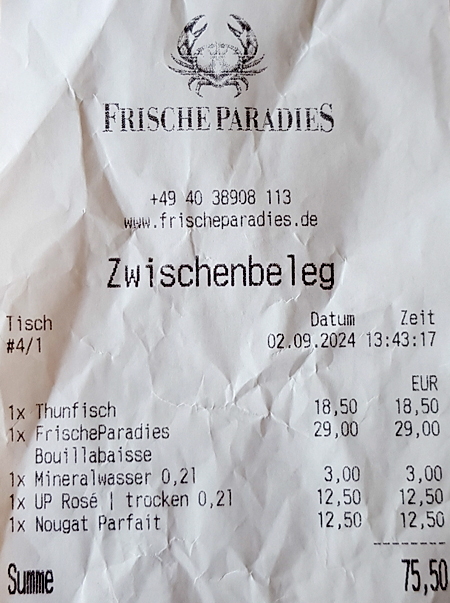 FRISCHEPARADIES
+49 40 38908 113
www.frischeparadies.de
Zwischenbeleg
Tisch Datum Zeit
#4/1 02.09.2024 13:43:17
EUR
1x Thunfisch 18,50 18,50
1x FrischeParadies 29,00 29,00
Bouillabaisse
1x Mineralwasser 0,2l 3,00 3,00
1x UP Rosé | trocken 0,2l 12,50 12,50
1x Nougat Parfait 12,50 12,50
Summe 75,50